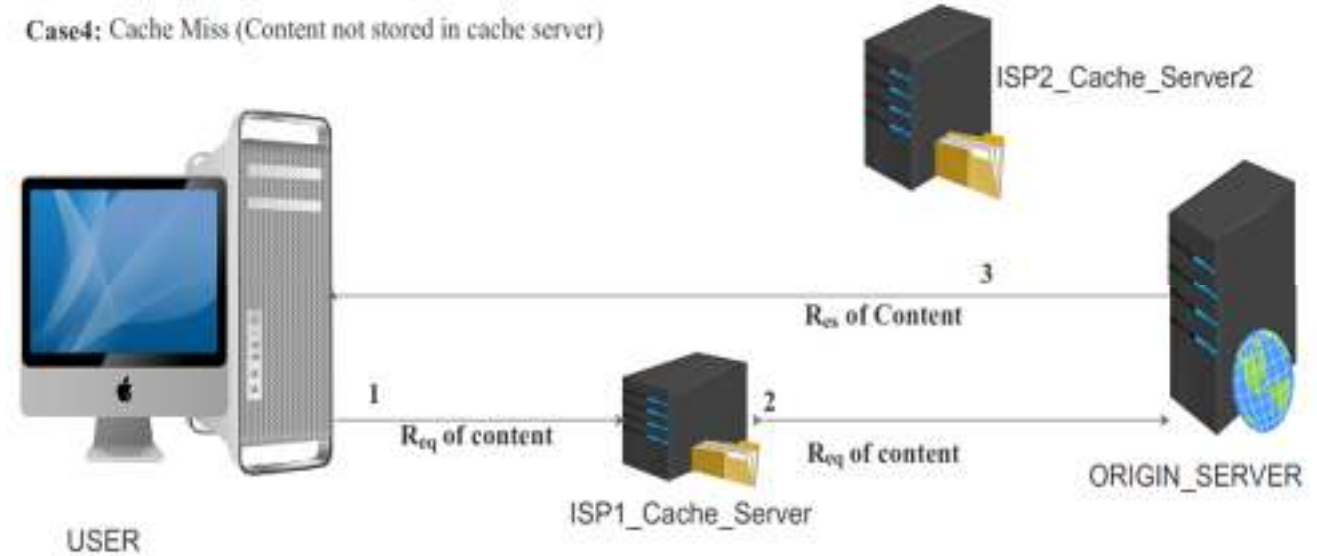 Case4: Cache Miss (Content not stored in cache server)
ISP2_Cache_Server2
3
Res of Content
1
Req of content
2
Req of content
ISP1_Cache_Server
ORIGIN_SERVER
USER